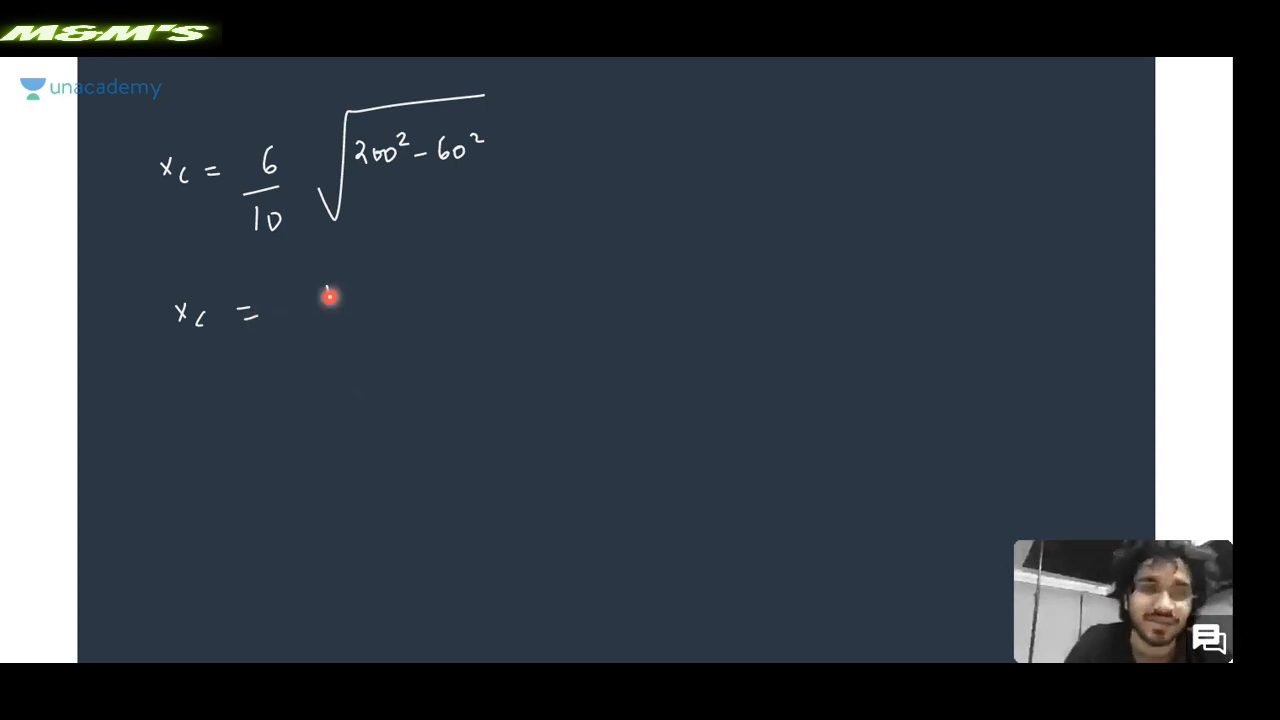 M&M'S
unacademy
x_c = 6/10 √(200² - 60²)
x_c =